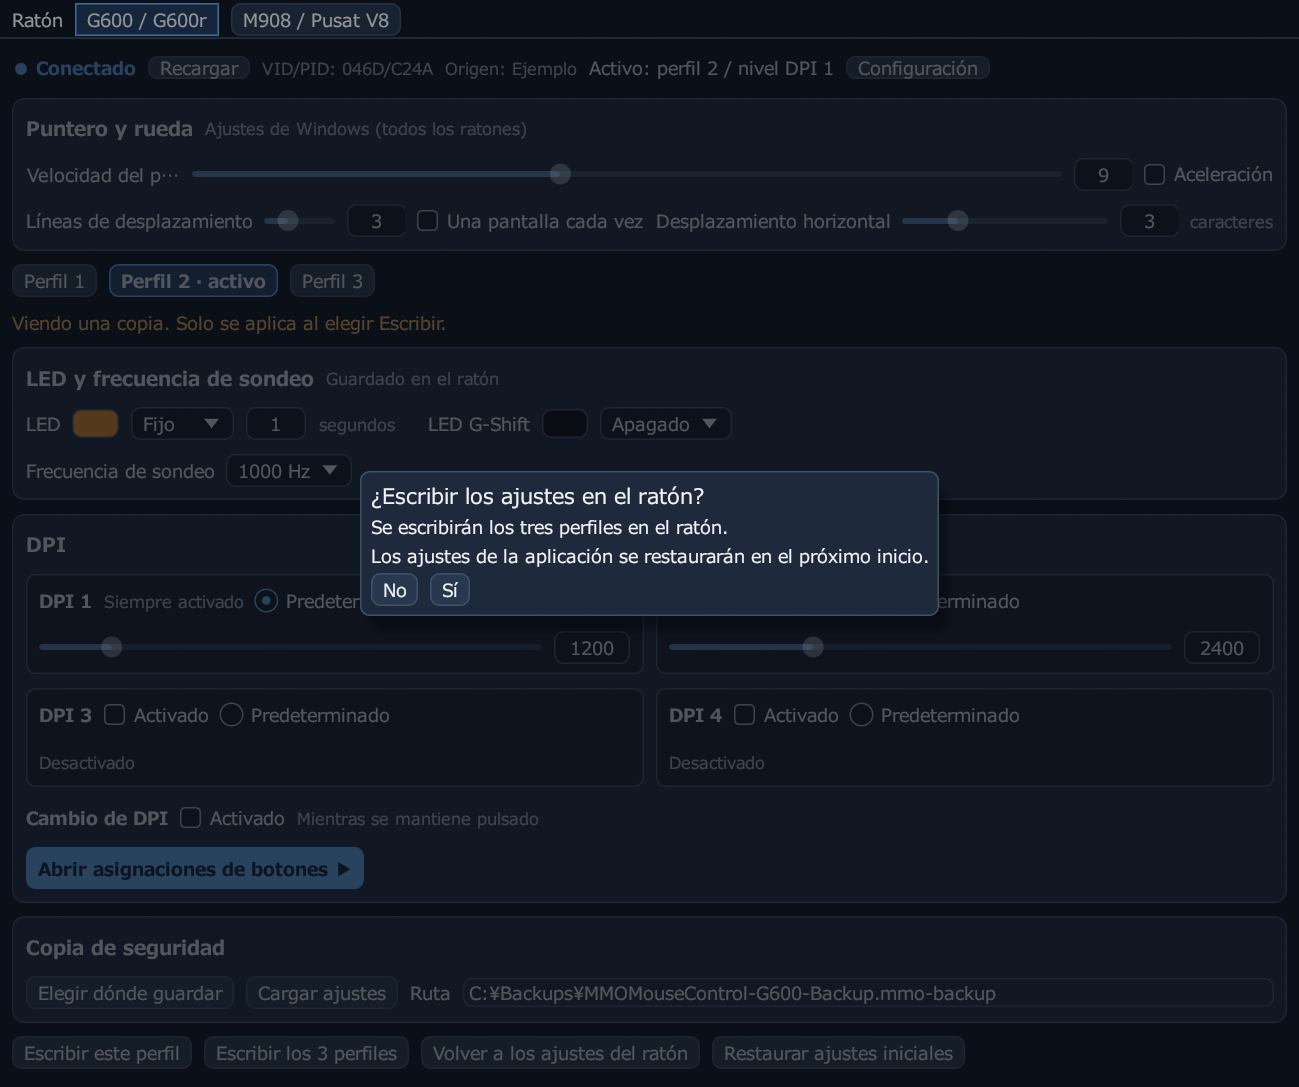 Ratón G600 / G600r M908 / Pusat V8
Conectado Recargar VID/PID: 046D/C24A Origen: Ejemplo Activo: perfil 2 / nivel DPI 1 Configuración
Puntero y rueda Ajustes de Windows (todos los ratones)
Velocidad del p··· 9 Aceleración
Líneas de desplazamiento 3 Una pantalla cada vez Desplazamiento horizontal 3 caracteres
Perfil 1 Perfil 2 · activo Perfil 3
Viendo una copia. Solo se aplica al elegir Escribir.
LED y frecuencia de sondeo Guardado en el ratón
LED Fijo 1 segundos LED G-Shift Apagado
Frecuencia de sondeo 1000 Hz
¿Escribir los ajustes en el ratón?
Se escribirán los tres perfiles en el ratón.
Los ajustes de la aplicación se restaurarán en el próximo inicio.
No Sí
DPI
DPI 1 Siempre activado Predeter erminado
1200 2400
DPI 3 Activado Predeterminado DPI 4 Activado Predeterminado
Desactivado Desactivado
Cambio de DPI Activado Mientras se mantiene pulsado
Abrir asignaciones de botones ▶
Copia de seguridad
Elegir dónde guardar Cargar ajustes Ruta C:¥Backups¥MMOMouseControl-G600-Backup.mmo-backup
Escribir este perfil Escribir los 3 perfiles Volver a los ajustes del ratón Restaurar ajustes iniciales